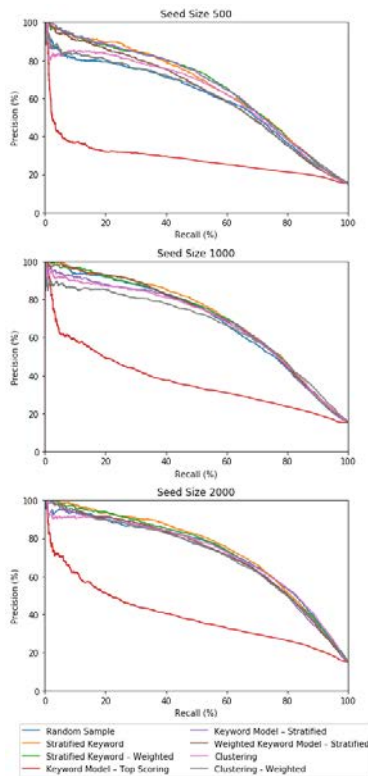 Seed Size 500
100
80
60
40
20
0
Precision (%)
0 20 40 60 80 100
Recall (%)
Seed Size 1000
100
80
60
40
20
0
Precision (%)
0 20 40 60 80 100
Recall (%)
Seed Size 2000
100
80
60
40
20
0
Precision (%)
0 20 40 60 80 100
Recall (%)
Random Sample
Stratified Keyword
Stratified Keyword – Weighted
Keyword Model – Top Scoring
Keyword Model – Stratified
Weighted Keyword Model – Stratified
Clustering
Clustering – Weighted